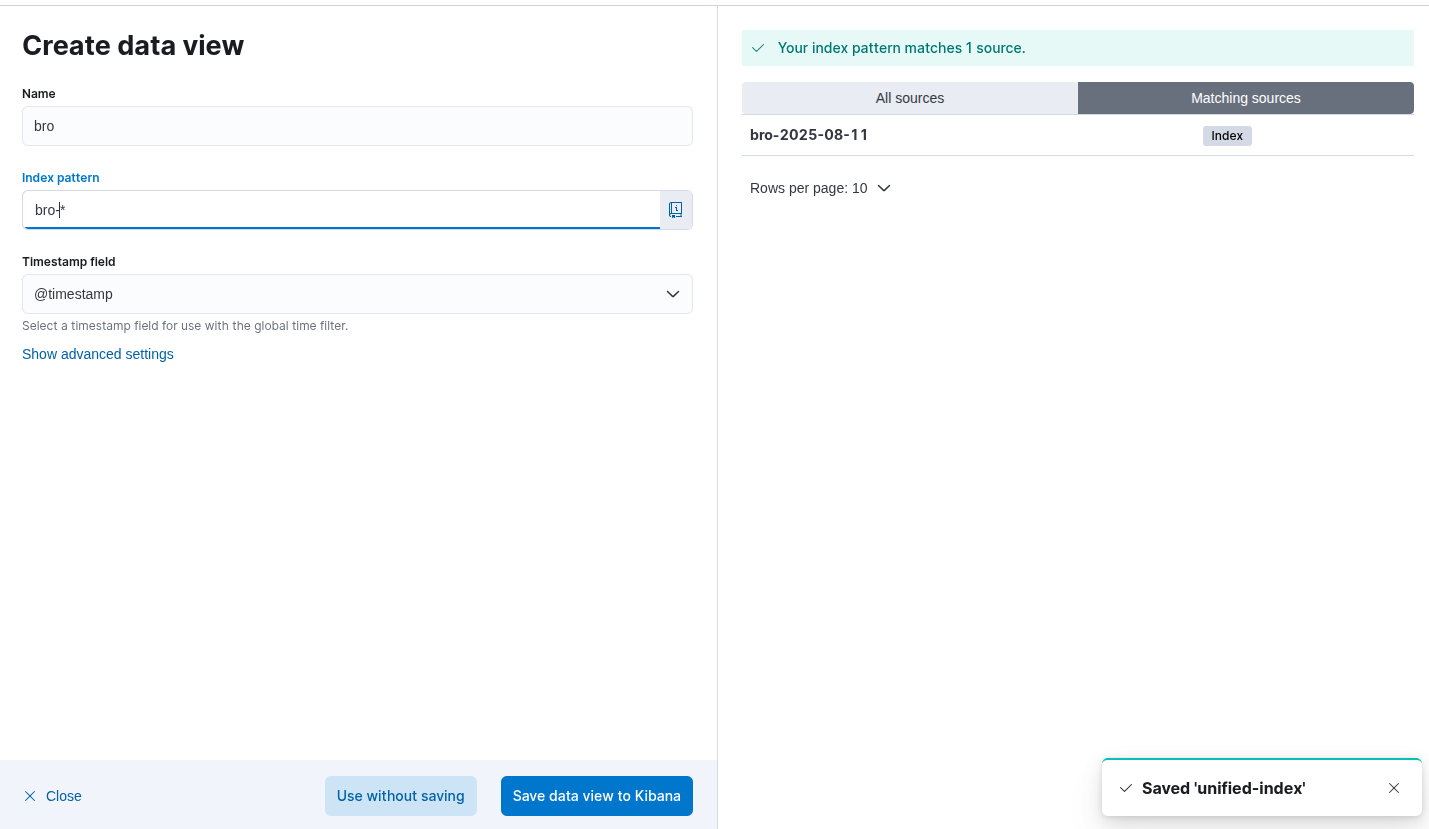 Create data view
Name
bro
Index pattern
bro-*
Timestamp field
@timestamp
Select a timestamp field for use with the global time filter.
Show advanced settings
Close
Use without saving
Save data view to Kibana
Your index pattern matches 1 source.
All sources
Matching sources
bro-2025-08-11
Index
Rows per page: 10
Saved 'unified-index'